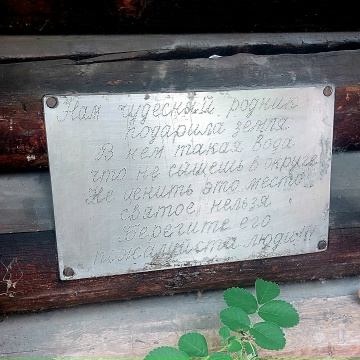 Нам чудесный родник
подарила земля.
В нем такая вода
что не сыщешь в округе
Не ценить это место
святое, нельзя
Берегите его
пожалуйста люди!!!